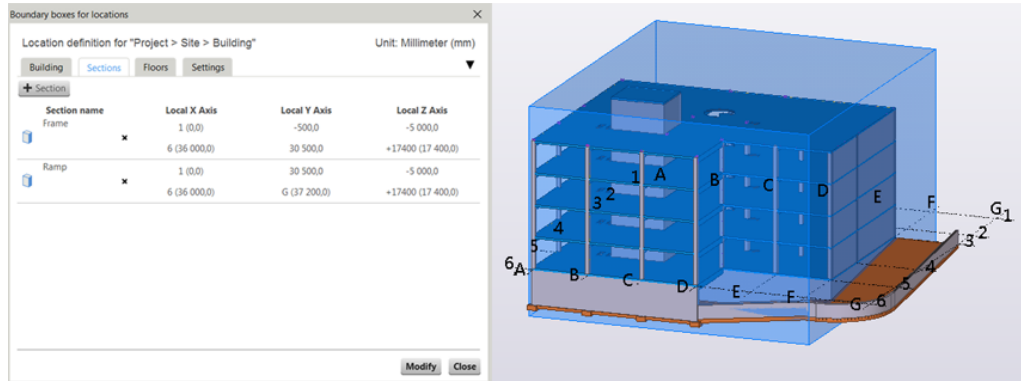 Boundary boxes for locations
Location definition for "Project > Site > Building" Unit: Millimeter (mm)
Building Sections Floors Settings
+ Section
Section name Local X Axis Local Y Axis Local Z Axis
Frame 1 (0,0) -500,0 -5 000,0
6 (36 000,0) 30 500,0 +17400 (17 400,0)
Ramp 1 (0,0) 30 500,0 -5 000,0
6 (36 000,0) G (37 200,0) +17400 (17 400,0)
Modify Close
1 A B C D E F G 1
2 3 2
3 4
4 5
5 6
6 A B C D E F G